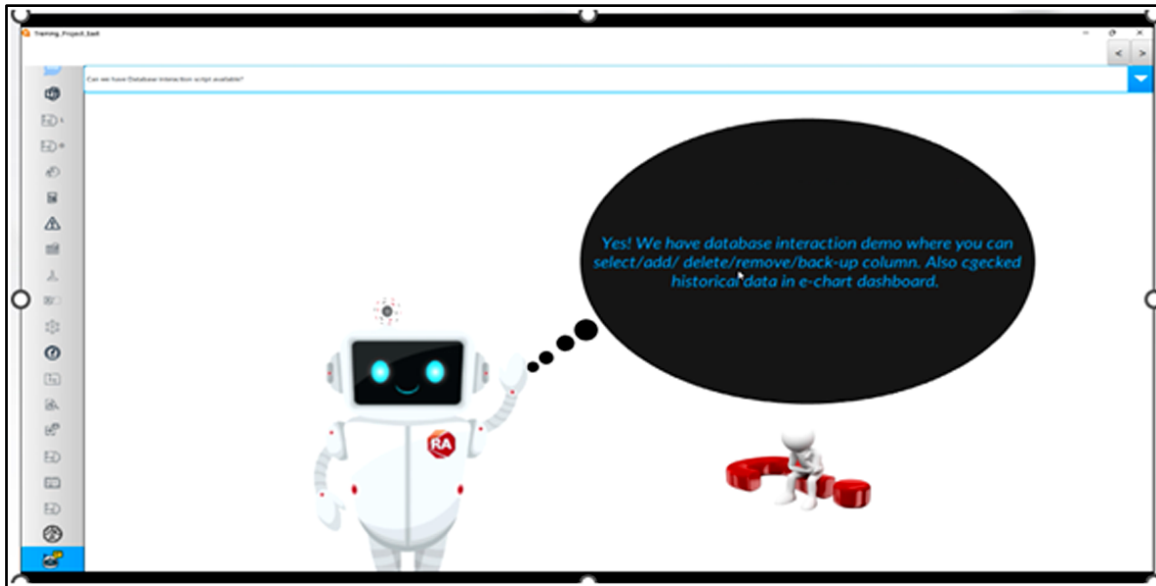 Training_Project_bail
< >
Can we have Database Interaction script available?
Yes! We have database interaction demo where you can
select/add/ delete/remove/back-up column. Also cgecked
historical data in e-chart dashboard.
RA